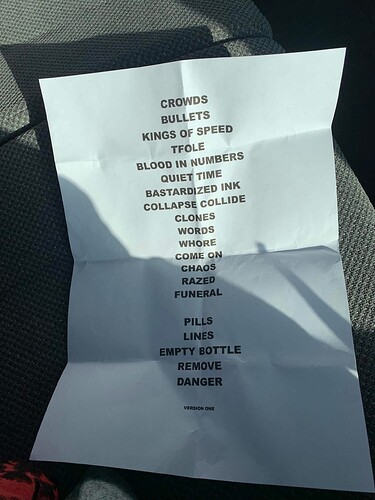 CROWDS
BULLETS
KINGS OF SPEED
TFOLE
BLOOD IN NUMBERS
QUIET TIME
BASTARDIZED INK
COLLAPSE COLLIDE
CLONES
WORDS
WHORE
COME ON
CHAOS
RAZED
FUNERAL
PILLS
LINES
EMPTY BOTTLE
REMOVE
DANGER
VERSION ONE